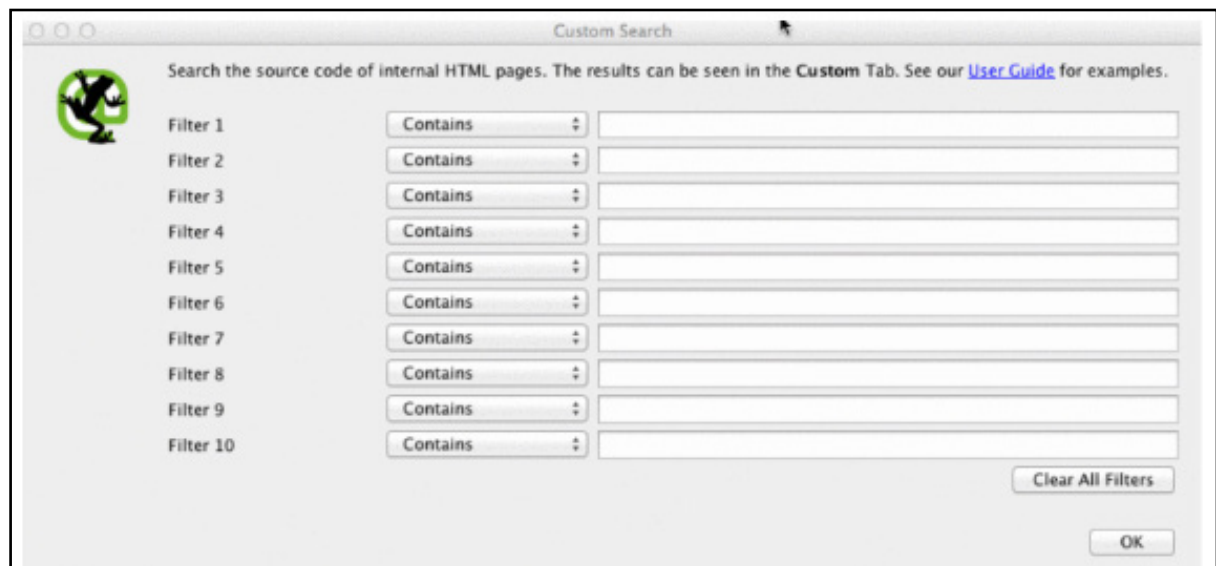 Custom Search
Search the source code of internal HTML pages. The results can be seen in the Custom Tab. See our User Guide for examples.
Filter 1 Contains
Filter 2 Contains
Filter 3 Contains
Filter 4 Contains
Filter 5 Contains
Filter 6 Contains
Filter 7 Contains
Filter 8 Contains
Filter 9 Contains
Filter 10 Contains
Clear All Filters
OK